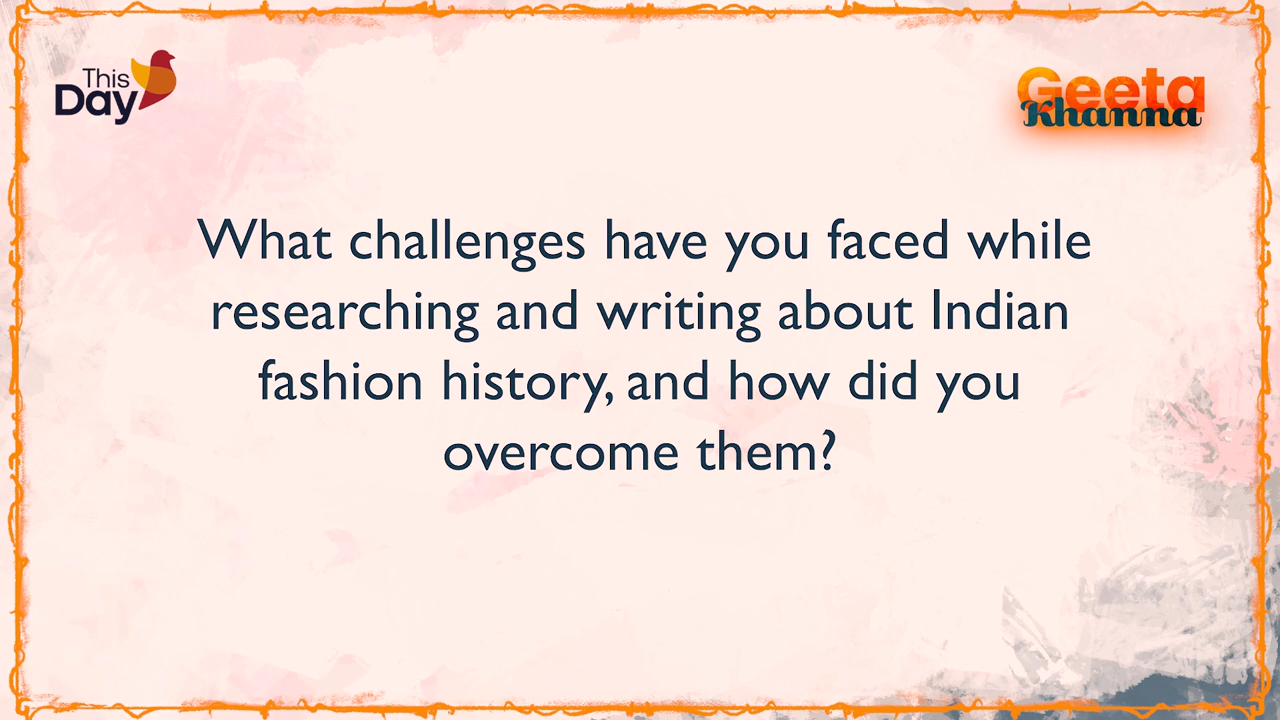 This
Day
Geeta
Khanna
What challenges have you faced while
researching and writing about Indian
fashion history, and how did you
overcome them?